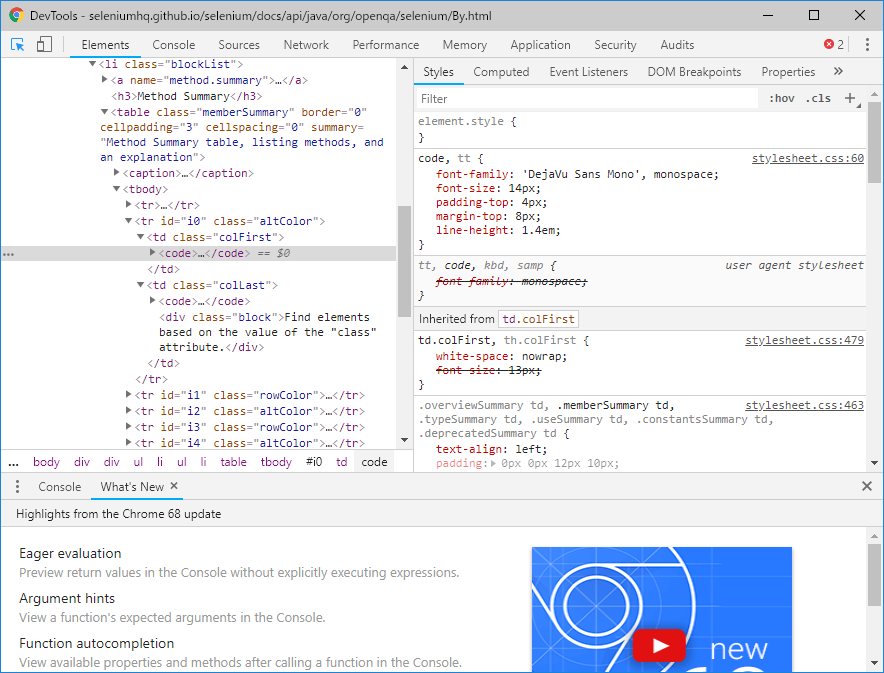 DevTools - seleniumhq.github.io/selenium/docs/api/java/org/openqa/selenium/By.html
Elements Console Sources Network Performance Memory Application Security Audits 2
▼<li class="blockList">
▶<a name="method.summary">…</a>
<h3>Method Summary</h3>
▼<table class="memberSummary" border="0"
cellpadding="3" cellspacing="0" summary=
"Method Summary table, listing methods, and
an explanation">
▶<caption>…</caption>
▼<tbody>
▶<tr>…</tr>
▼<tr id="i0" class="altColor">
▼<td class="colFirst">
… ▶<code>…</code> == $0
</td>
▼<td class="colLast">
▶<code>…</code>
<div class="block">Find elements
based on the value of the "class"
attribute.</div>
</td>
</tr>
▶<tr id="i1" class="rowColor">…</tr>
▶<tr id="i2" class="altColor">…</tr>
▶<tr id="i3" class="rowColor">…</tr>
▶<tr id="i4" class="altColor">…</tr>
… body div div ul li ul li table tbody #i0 td code
Styles Computed Event Listeners DOM Breakpoints Properties »
Filter :hov .cls +
element.style {
}
code, tt { stylesheet.css:60
font-family: 'DejaVu Sans Mono', monospace;
font-size: 14px;
padding-top: 4px;
margin-top: 8px;
line-height: 1.4em;
}
tt, code, kbd, samp { user agent stylesheet
font-family: monospace;
}
Inherited from td.colFirst
td.colFirst, th.colFirst { stylesheet.css:479
white-space: nowrap;
font-size: 13px;
}
.overviewSummary td, .memberSummary td, stylesheet.css:463
.typeSummary td, .useSummary td, .constantsSummary td,
.deprecatedSummary td {
text-align: left;
padding:▶ 0px 0px 12px 10px;
Console What's New ✕
Highlights from the Chrome 68 update
Eager evaluation
Preview return values in the Console without explicitly executing expressions.
Argument hints
View a function's expected arguments in the Console.
Function autocompletion
View available properties and methods after calling a function in the Console.
new